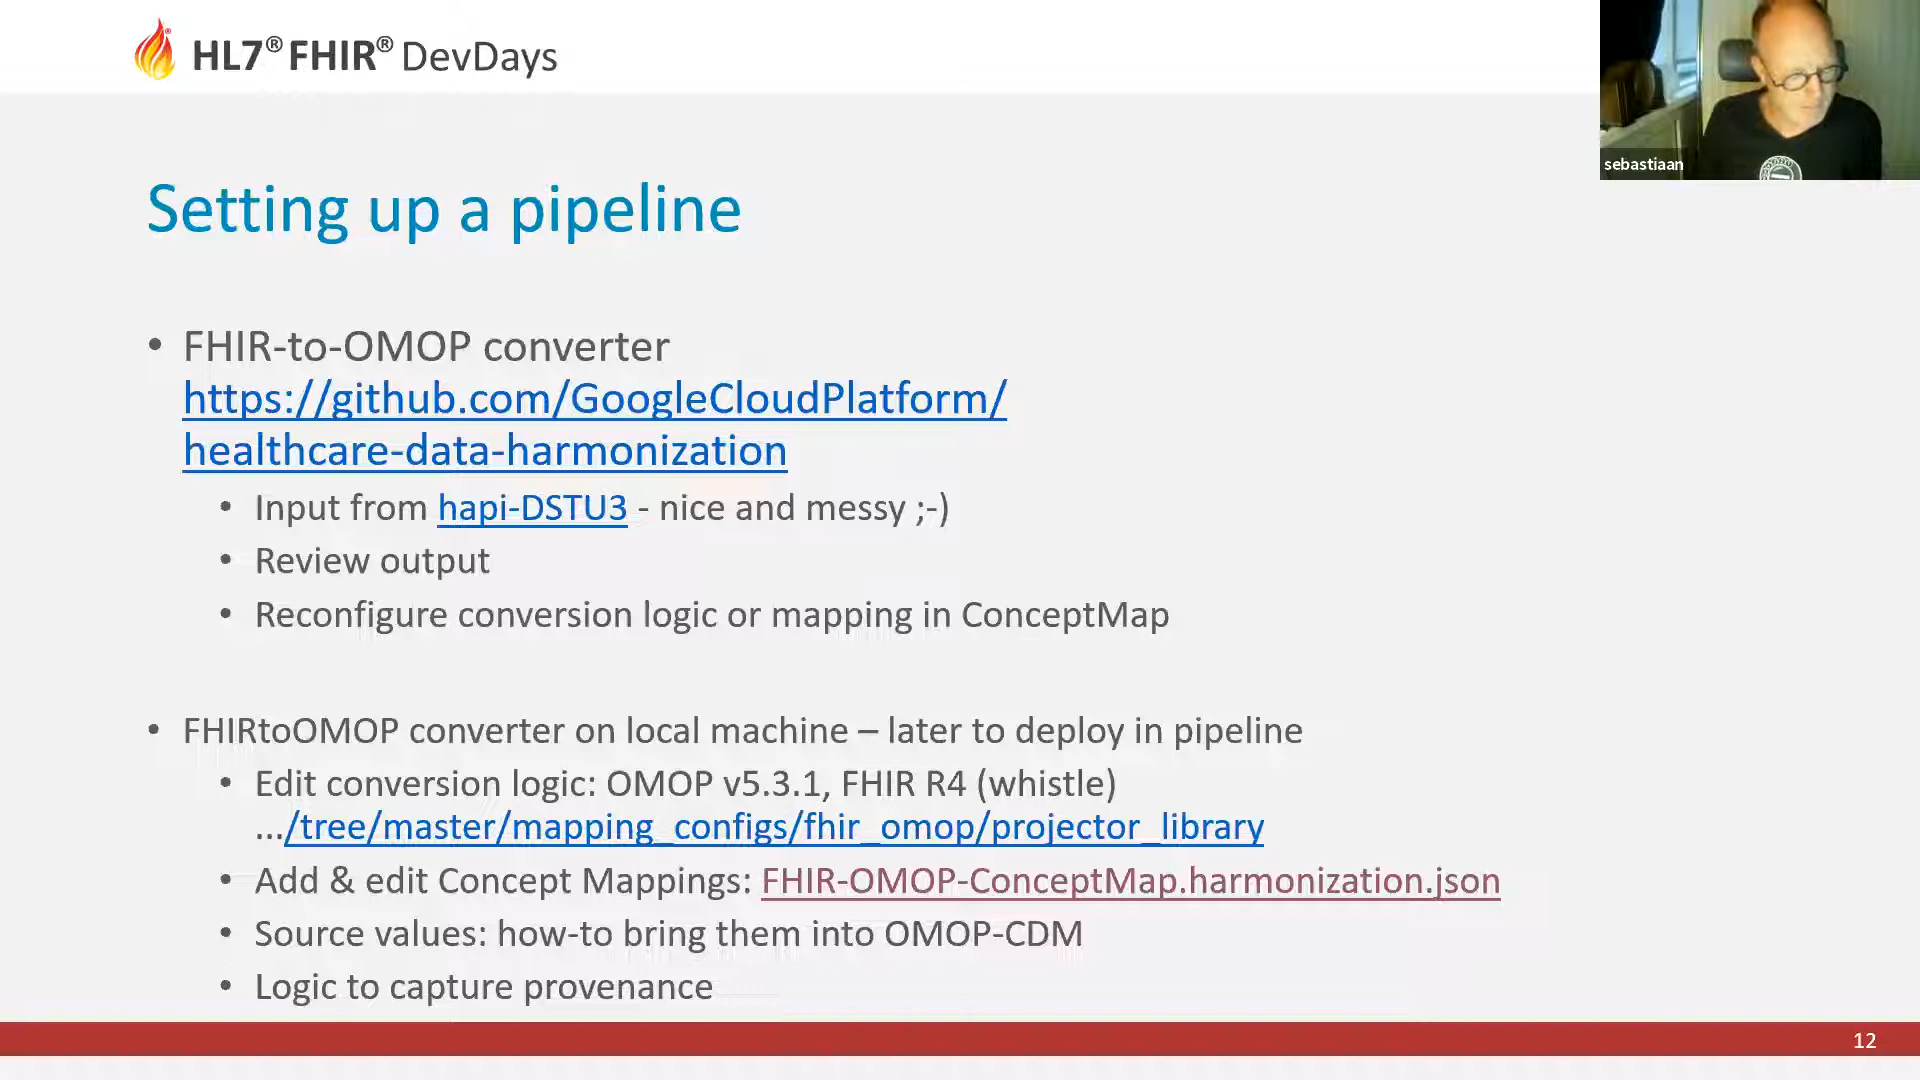 HL7® FHIR® DevDays
sebastiaan
Setting up a pipeline
• FHIR-to-OMOP converter
https://github.com/GoogleCloudPlatform/
healthcare-data-harmonization
• Input from hapi-DSTU3 - nice and messy ;-)
• Review output
• Reconfigure conversion logic or mapping in ConceptMap
• FHIRtoOMOP converter on local machine – later to deploy in pipeline
• Edit conversion logic: OMOP v5.3.1, FHIR R4 (whistle)
.../tree/master/mapping_configs/fhir_omop/projector_library
• Add & edit Concept Mappings: FHIR-OMOP-ConceptMap.harmonization.json
• Source values: how-to bring them into OMOP-CDM
• Logic to capture provenance
12